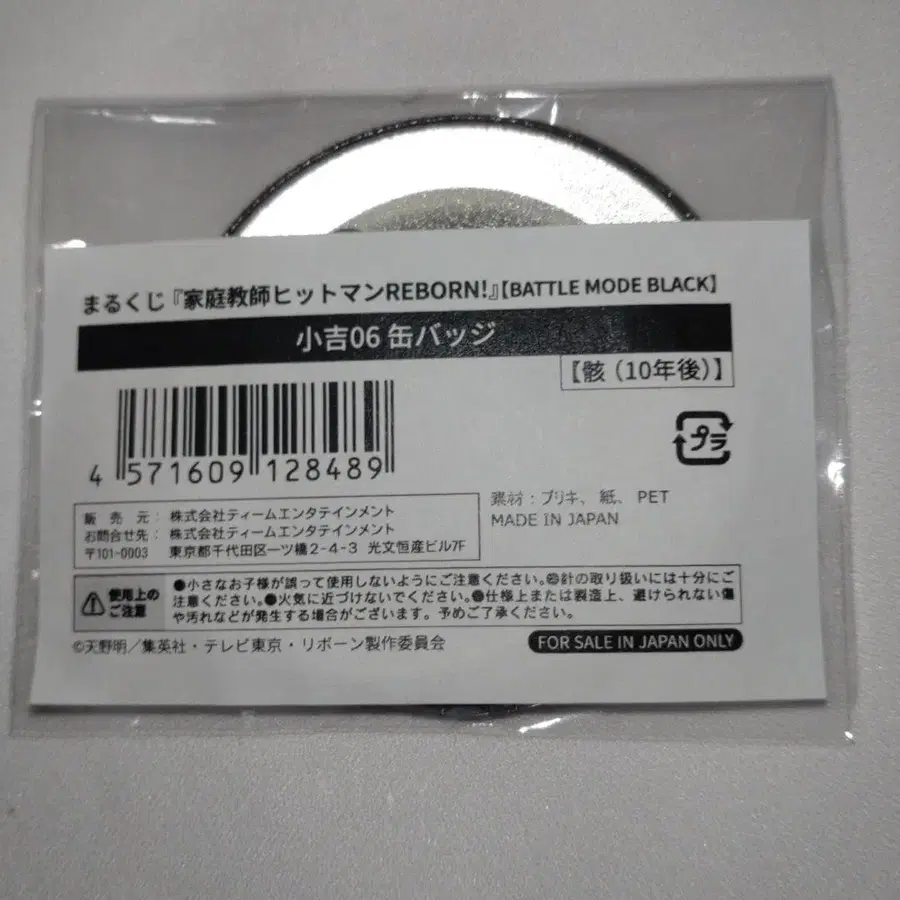 まるくじ『家庭教師ヒットマンREBORN!』【BATTLE MODE BLACK】
小吉06 缶バッジ
【骸（10年後）】
4 571609 128489
プラ
素材：ブリキ、紙、PET
MADE IN JAPAN
販売元：株式会社ティームエンタテインメント
お問合せ先：株式会社ティームエンタテインメント
〒101-0003 東京都千代田区一ツ橋2-4-3 光文恒産ビル7F
使用上の
ご注意
●小さなお子様が誤って使用しないようにご注意ください。●針の取り扱いには十分にご
注意ください。●火気に近づけないでください。●仕様上または製造上、避けられない傷
や汚れなどが発生する場合がございます。予めご了承ください。
©天野明／集英社・テレビ東京・リボーン製作委員会
FOR SALE IN JAPAN ONLY